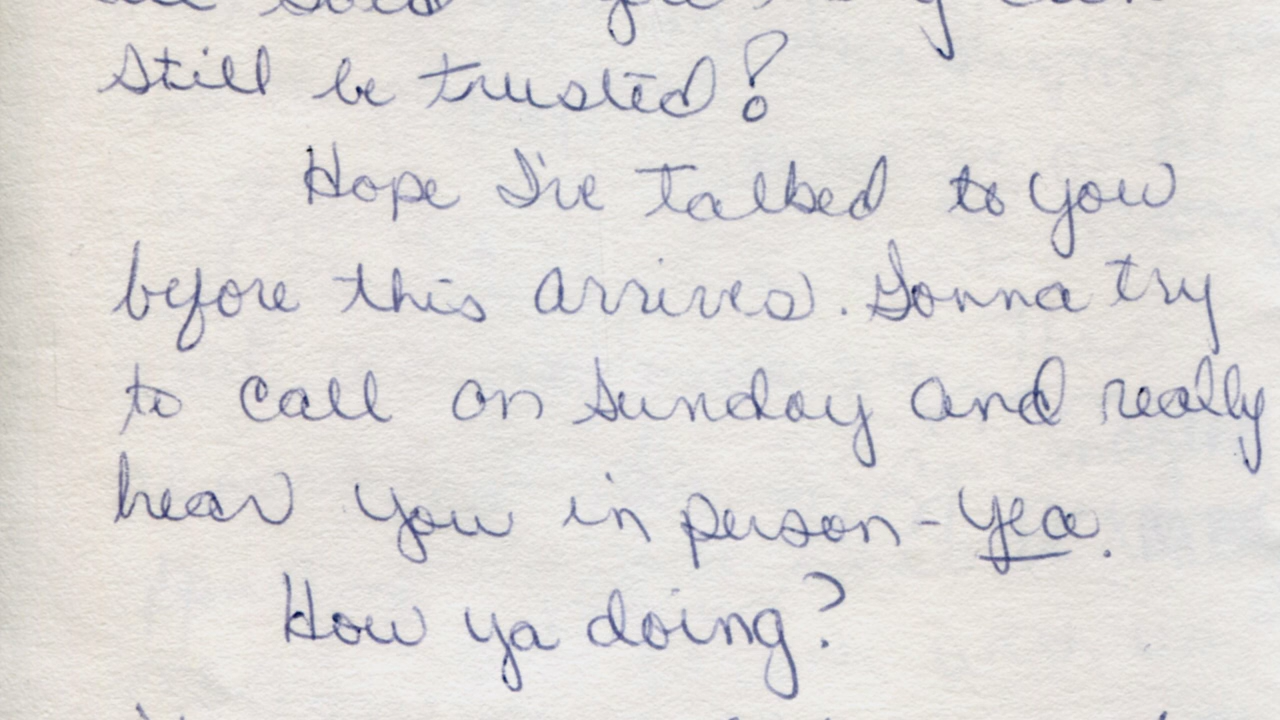 still be trusted?
Hope I've talked to you
before this arrives. Gonna try
to call on Sunday and really
hear you in person - yea.
How ya doing?